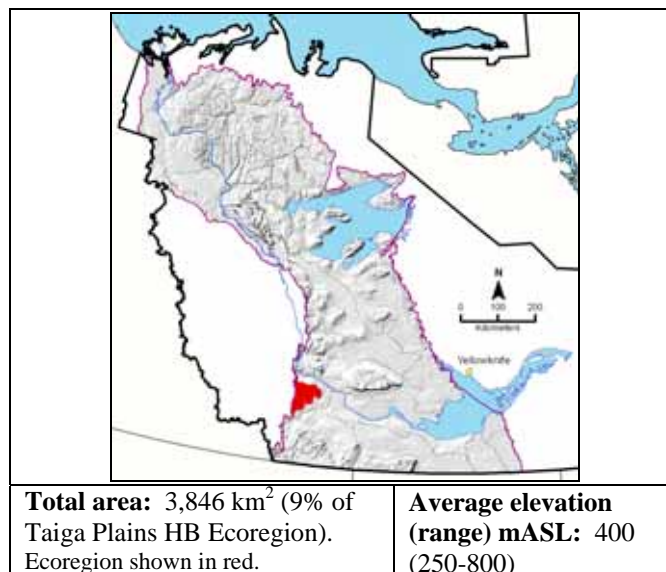 N
0 100 200
Kilometers
Yellowknife
Total area: 3,846 km² (9% of
Taiga Plains HB Ecoregion).
Ecoregion shown in red.
Average elevation
(range) mASL: 400
(250-800)